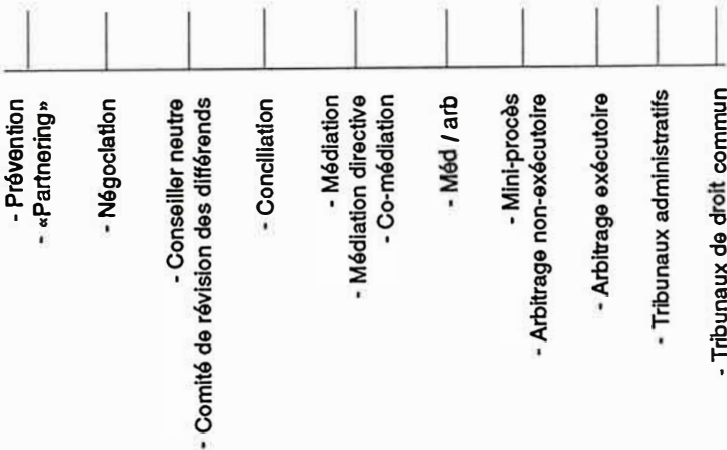 - Prévention
- «Partnering»
- Négociation
- Conseiller neutre
- Comité de révision des différends
- Conciliation
- Médiation
- Médiation directive
- Co-médiation
- Méd / arb
- Mini-procès
- Arbitrage non-exécutoire
- Arbitrage exécutoire
- Tribunaux administratifs
- Tribunaux de droit commun